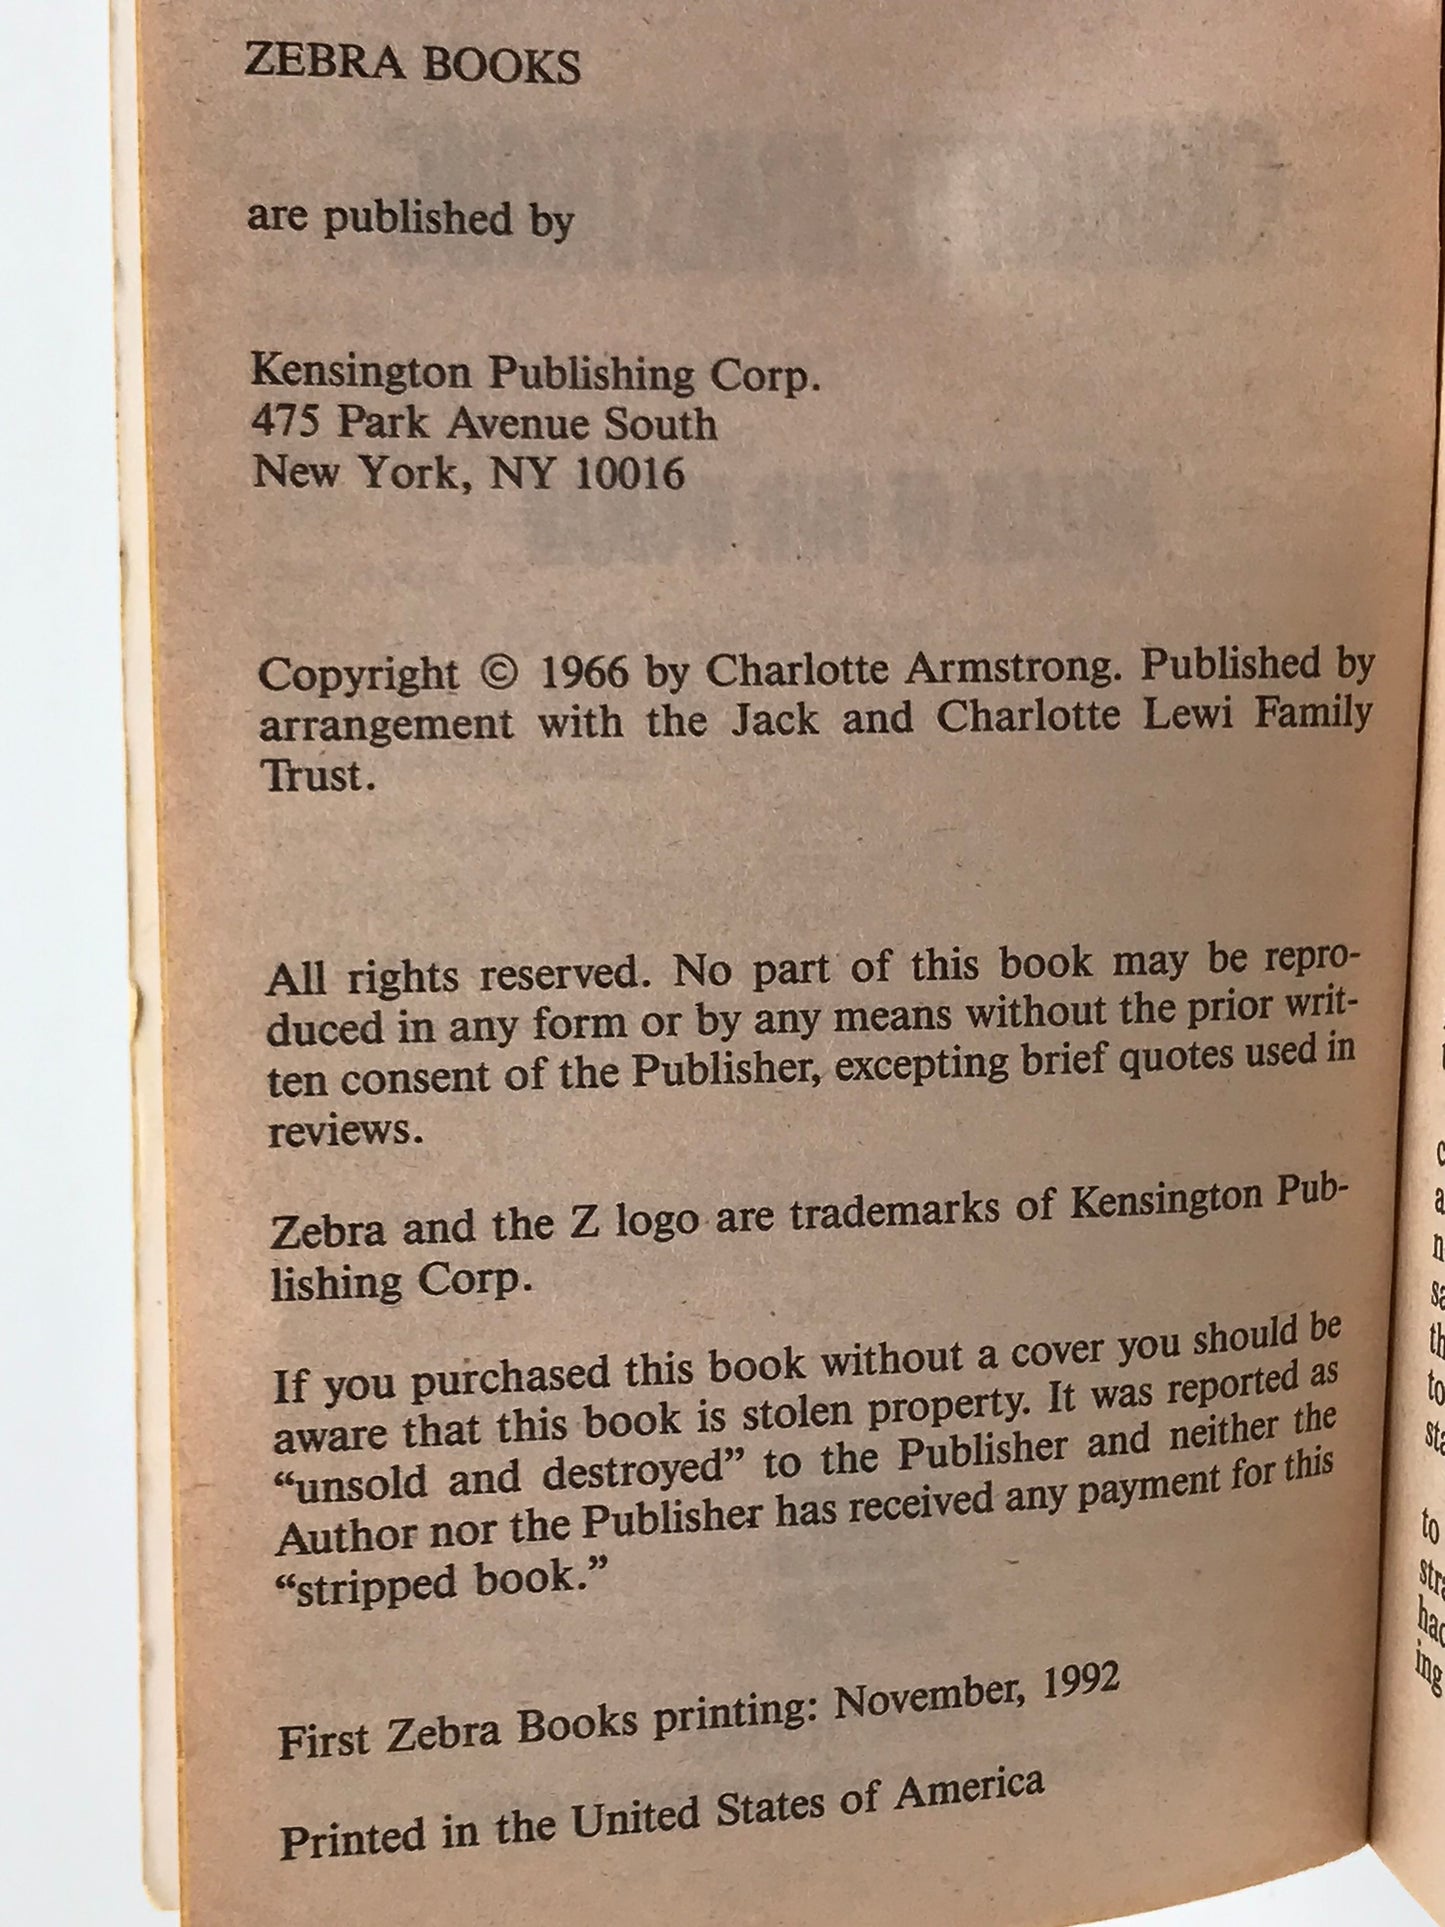 ZEBRA BOOKS
are published by
Kensington Publishing Corp.
475 Park Avenue South
New York, NY 10016
Copyright © 1966 by Charlotte Armstrong. Published by
arrangement with the Jack and Charlotte Lewi Family
Trust.
All rights reserved. No part of this book may be repro-
duced in any form or by any means without the prior writ-
ten consent of the Publisher, excepting brief quotes used in
reviews.
Zebra and the Z logo are trademarks of Kensington Pub-
lishing Corp.
If you purchased this book without a cover you should be
aware that this book is stolen property. It was reported as
“unsold and destroyed” to the Publisher and neither the
Author nor the Publisher has received any payment for this
“stripped book.”
First Zebra Books printing: November, 1992
Printed in the United States of America